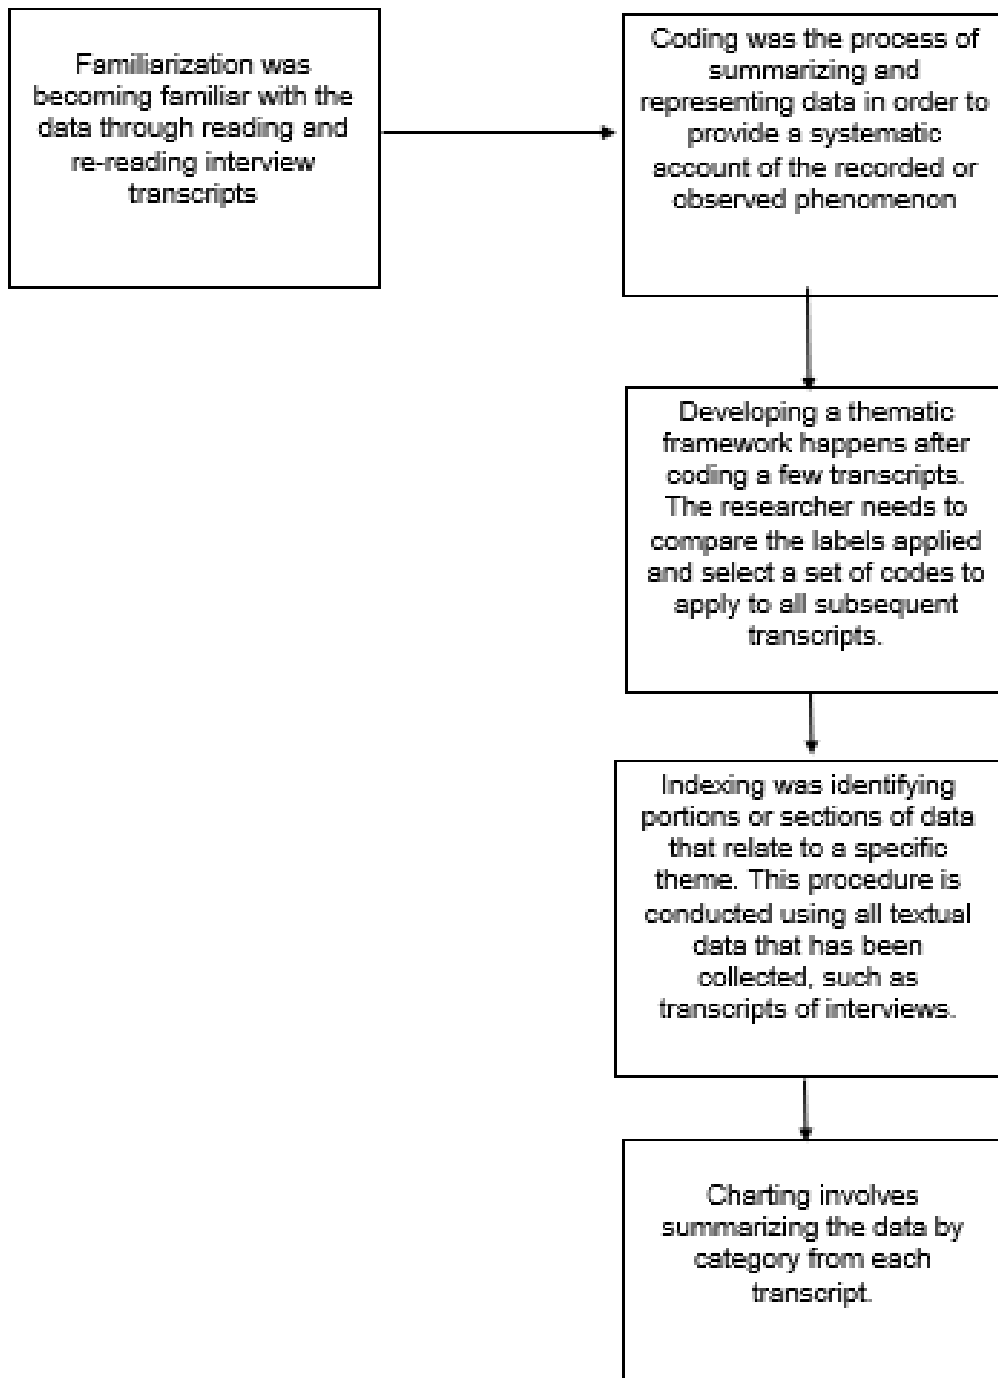 Familiarization was
becoming familiar with the
data through reading and
re-reading interview
transcripts
Coding was the process of
summarizing and
representing data in order to
provide a systematic
account of the recorded or
observed phenomenon
Developing a thematic
framework happens after
coding a few transcripts.
The researcher needs to
compare the labels applied
and select a set of codes to
apply to all subsequent
transcripts.
Indexing was identifying
portions or sections of data
that relate to a specific
theme. This procedure is
conducted using all textual
data that has been
collected, such as
transcripts of interviews.
Charting involves
summarizing the data by
category from each
transcript.